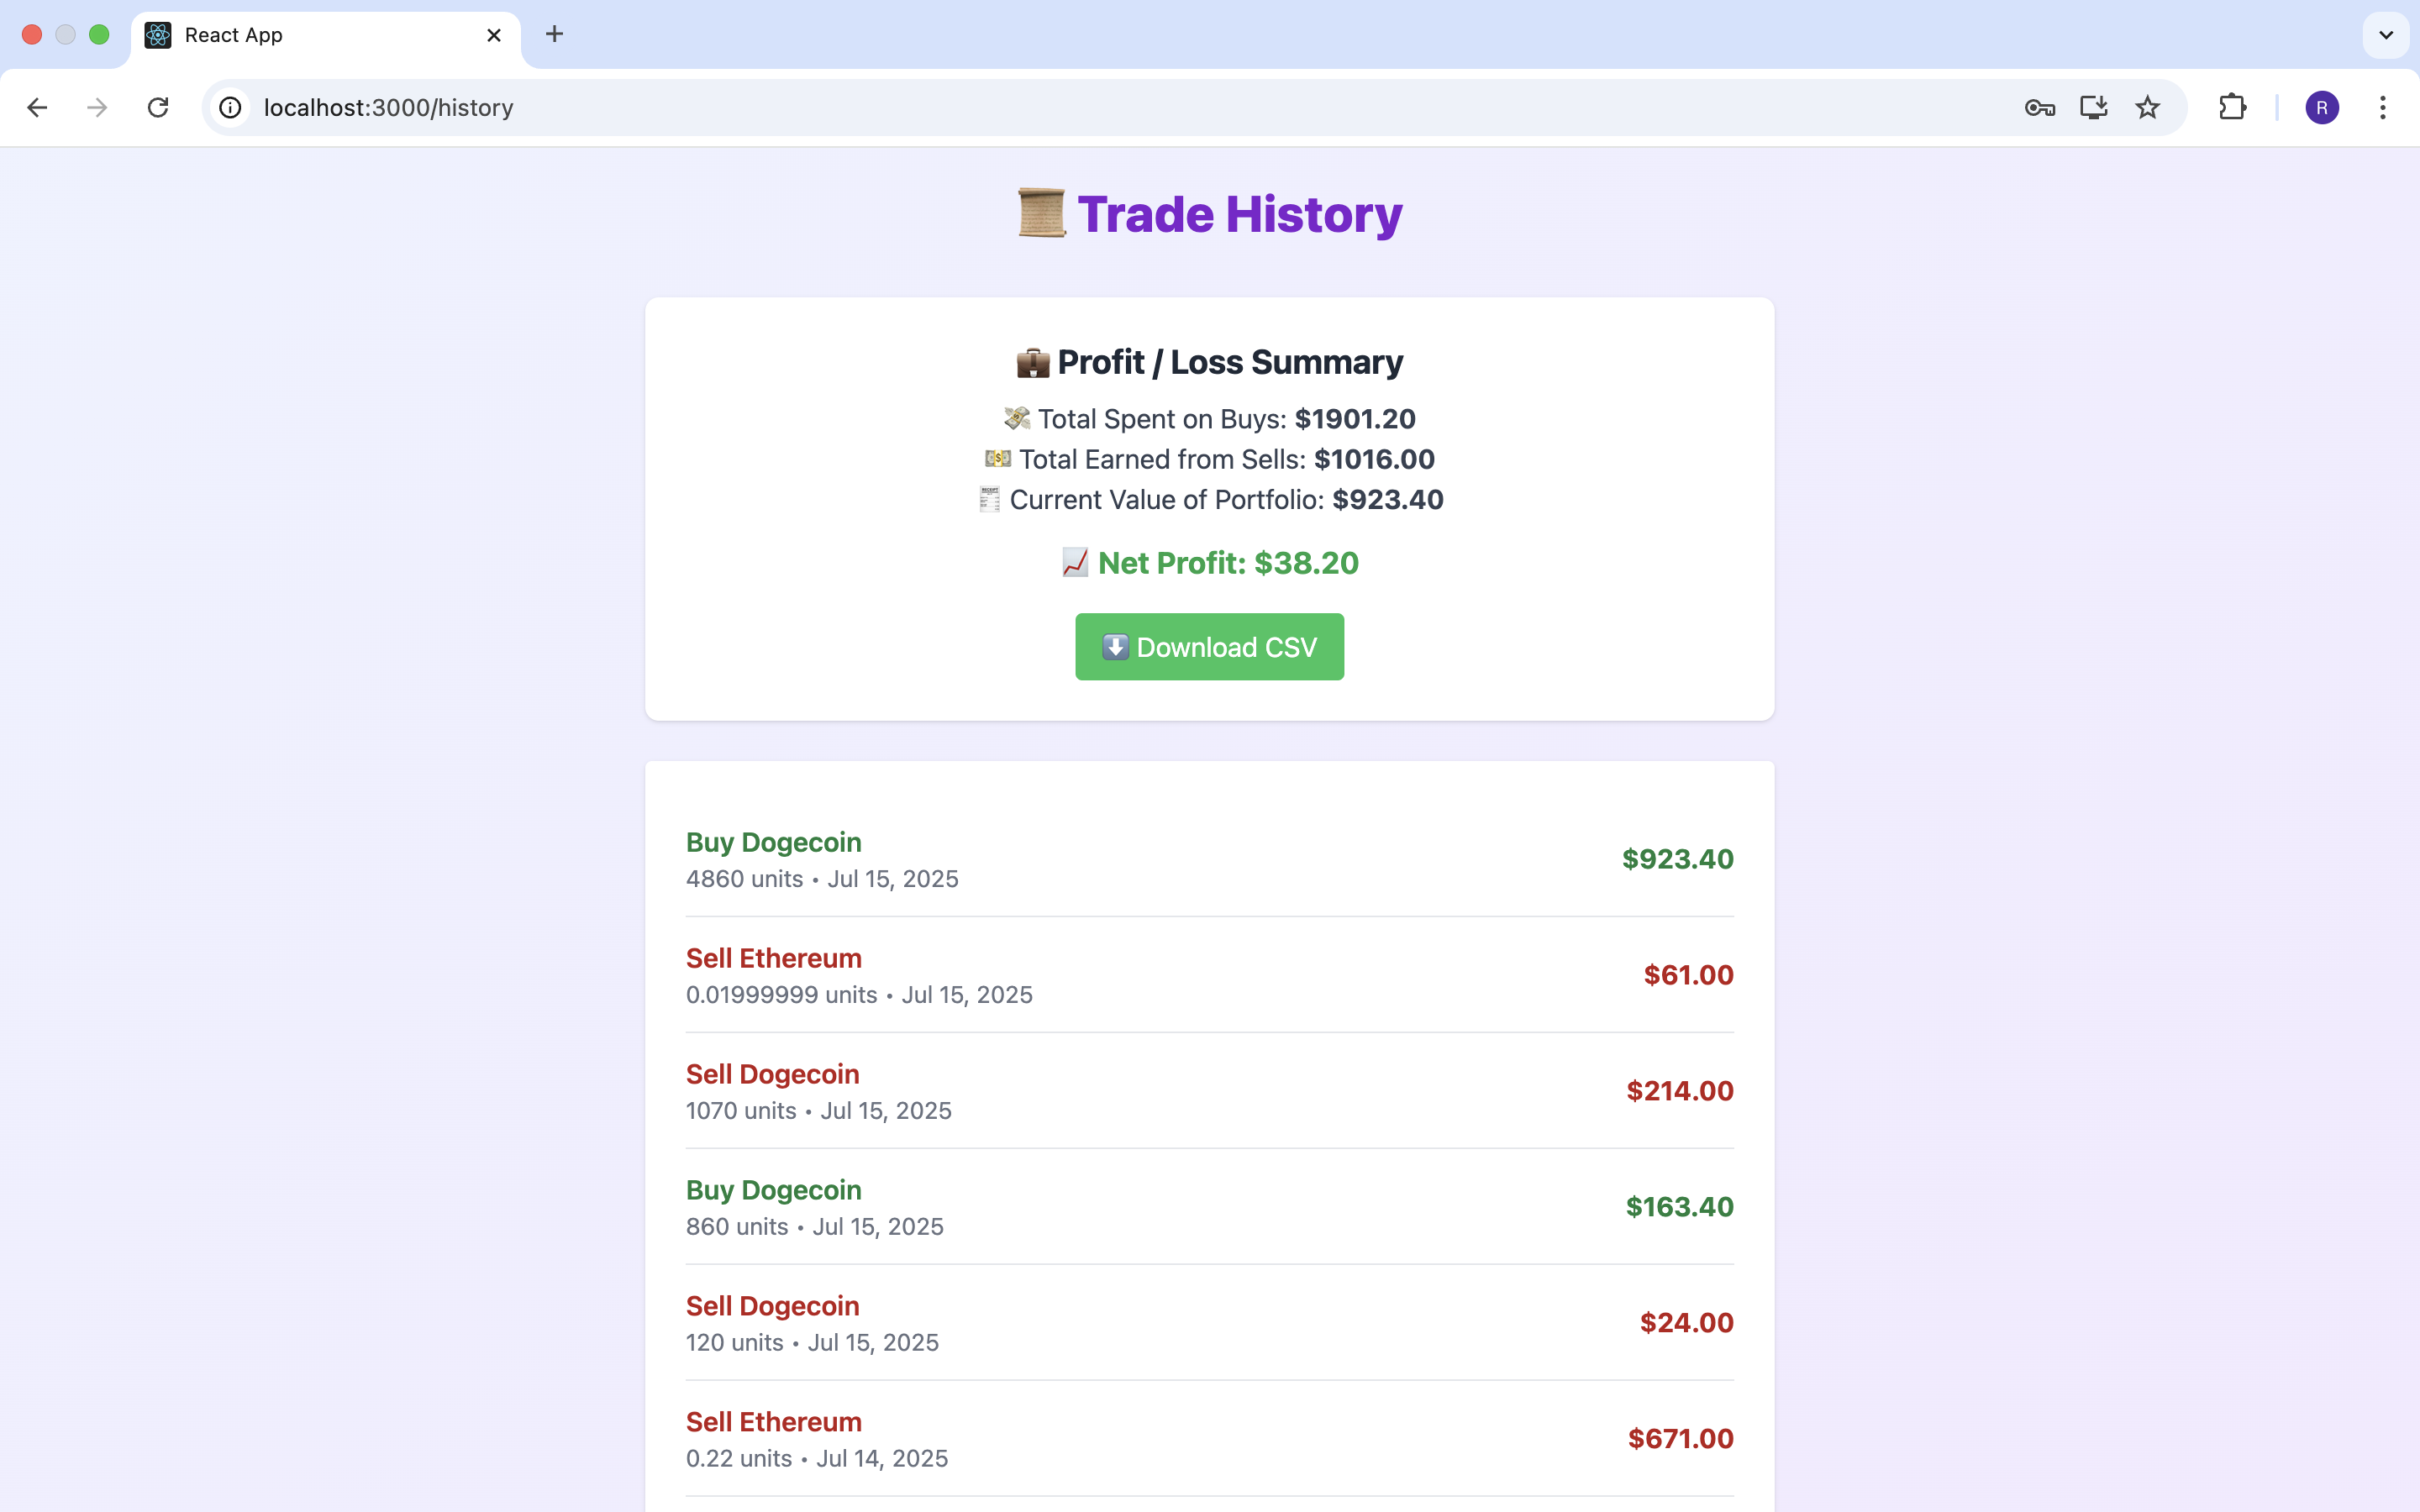 React App
localhost:3000/history
R
Trade History
Profit / Loss Summary
Total Spent on Buys: $1901.20
Total Earned from Sells: $1016.00
Current Value of Portfolio: $923.40
Net Profit: $38.20
Download CSV
Buy Dogecoin
$923.40
4860 units • Jul 15, 2025
Sell Ethereum
$61.00
0.01999999 units • Jul 15, 2025
Sell Dogecoin
$214.00
1070 units • Jul 15, 2025
Buy Dogecoin
$163.40
860 units • Jul 15, 2025
Sell Dogecoin
$24.00
120 units • Jul 15, 2025
Sell Ethereum
$671.00
0.22 units • Jul 14, 2025